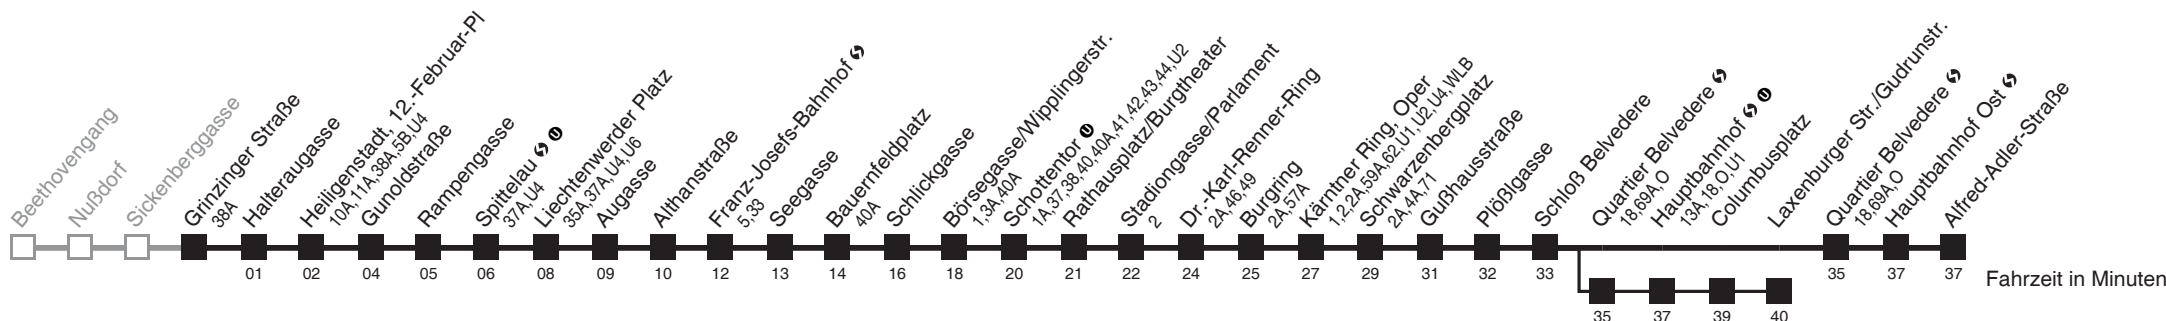 Beethovengang
Nußdorf
Sickenberggasse
Grinzinger Straße
38A
Halteraugasse
Heiligenstadt, 12.-Februar-Pl
10A,11A,38A,5B,U4
Gunoldstraße
Rampengasse
Spittelau
37A,U4
Liechtenwerder Platz
35A,37A,U4,U6
Augasse
Althanstraße
Franz-Josefs-Bahnhof
5,33
Seegasse
Bauernfeldplatz
40A
Schlickgasse
Börsegasse/Wipplingerstr.
1,3A,40A
Schottentor U
1A,37,38,40,40A,41,42,43,44,U2
Rathausplatz/Burgtheater
Stadiongasse/Parlament
2
Dr.-Karl-Renner-Ring
2A,46,49
Burgring
2A,57A
Kärntner Ring, Oper
1,2,2A,59A,62,U1,U2,U4,WLB
Schwarzenbergplatz
2A,4A,71
Gußhausstraße
Plößlgasse
Schloß Belvedere
Quartier Belvedere
18,69A,O
Hauptbahnhof U
13A,18,O,U1
Columbusplatz
Laxenburger Str./Gudrunstr.
Quartier Belvedere
18,69A,O
Hauptbahnhof Ost
Alfred-Adler-Straße
01 02 04 05 06 08 09 10 12 13 14 16 18 20 21 22 24 25 27 29 31 32 33 35 37 37
Fahrzeit in Minuten
35 37 39 40